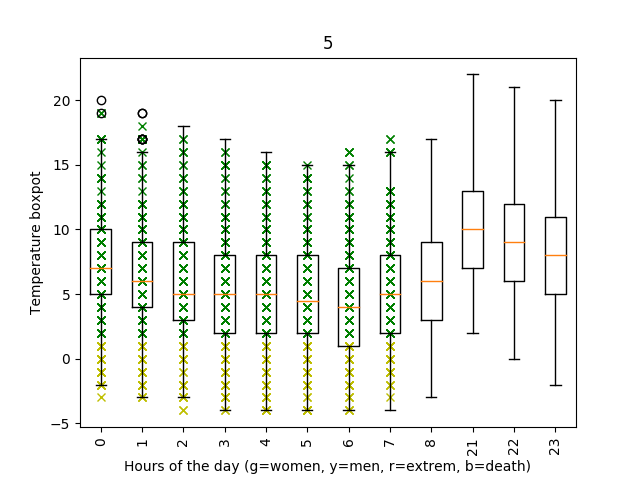 5
20
15
10
5
0
−5
Temperature boxpot
0 1 2 3 4 5 6 7 8 21 22 23
Hours of the day (g=women, y=men, r=extrem, b=death)